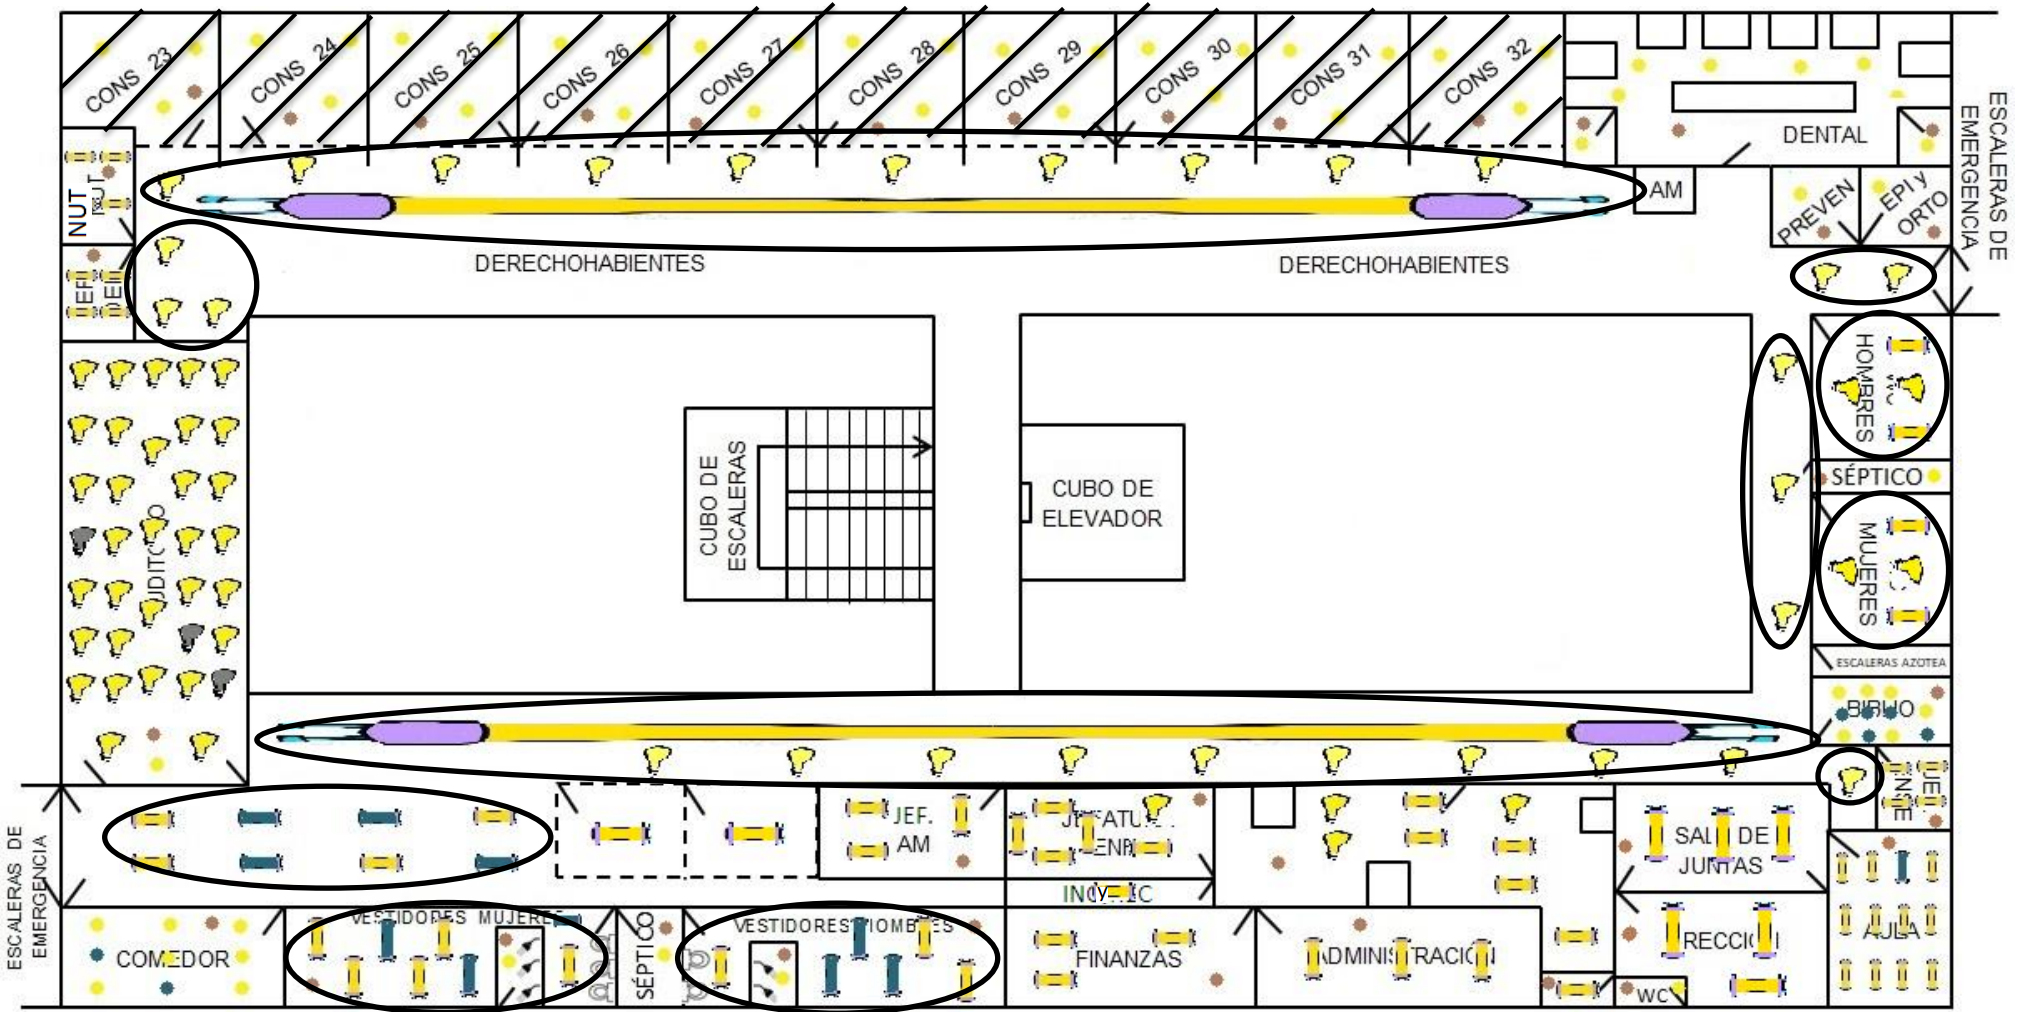 CONS 23
CONS 24
CONS 25
CONS 26
CONS 27
CONS 28
CONS 29
CONS 30
CONS 31
CONS 32
DENTAL
ESCALERAS DE
EMERGENCIA
NUT
AM
PREVEN
EPI y
ORTO
DERECHOHABIENTES
DERECHOHABIENTES
HOMBRES
SÉPTICO
MUJERES
CUBO DE
ESCALERAS
CUBO DE
ELEVADOR
ESCALERAS AZOTEA
ESCALERAS DE
EMERGENCIA
JEF.
AM
SALA DE
JUNTAS
COMEDOR
VESTIDORES MUJERES
SÉPTICO
VESTIDORES HOMBRES
FINANZAS
ADMINISTRACION
WC
AULA